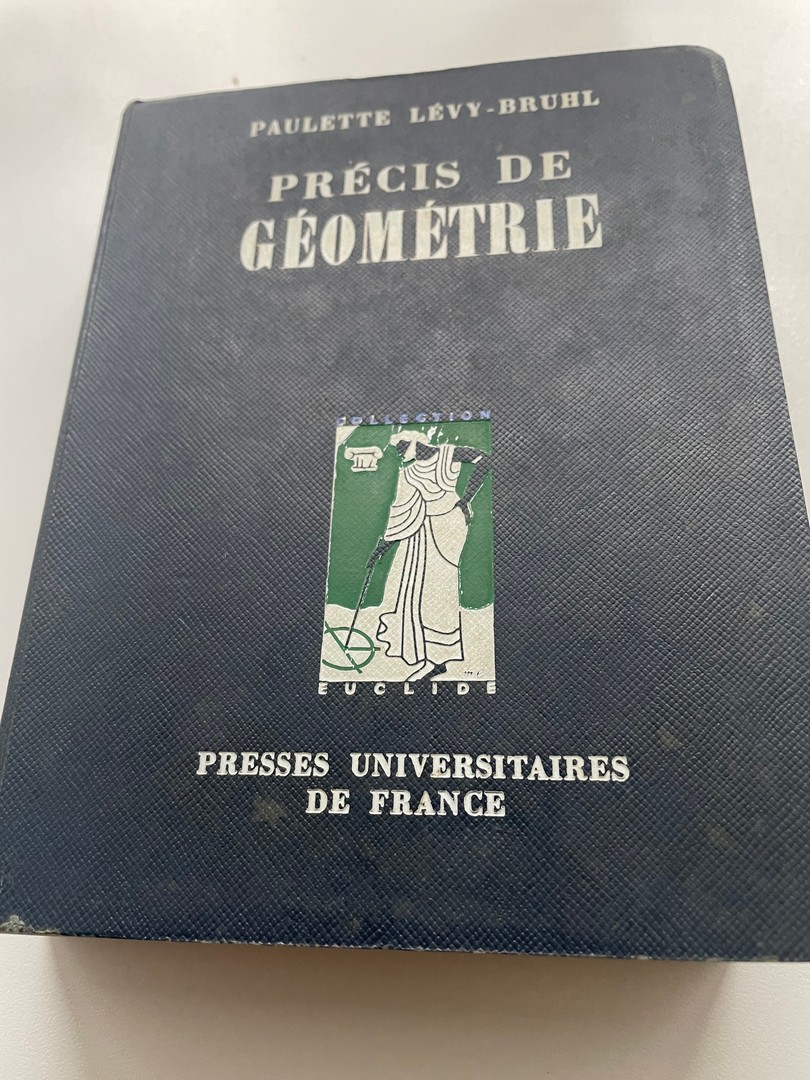 PAULETTE LÉVY-BRUHL
PRÉCIS DE
GÉOMÉTRIE
COLLECTION
EUCLIDE
PRESSES UNIVERSITAIRES
DE FRANCE